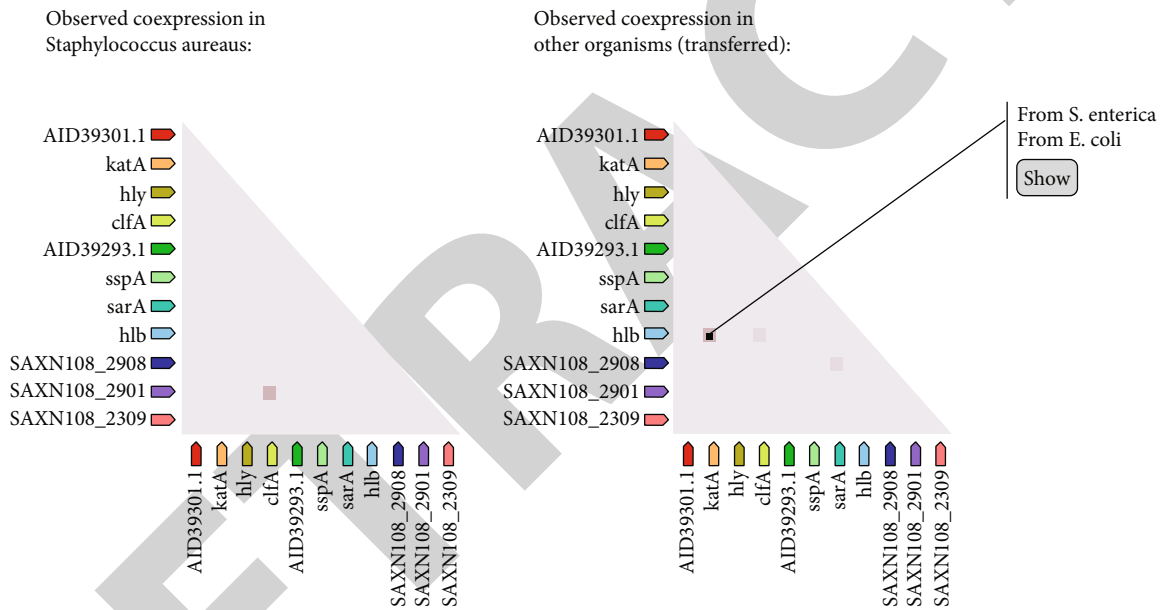 Observed coexpression in
Staphylococcus aureaus:
AID39301.1
katA
hly
clfA
AID39293.1
sspA
sarA
hlb
SAXN108_2908
SAXN108_2901
SAXN108_2309
AID39301.1
katA
hly
clfA
AID39293.1
sspA
sarA
hlb
SAXN108_2908
SAXN108_2901
SAXN108_2309
Observed coexpression in
other organisms (transferred):
AID39301.1
katA
hly
clfA
AID39293.1
sspA
sarA
hlb
SAXN108_2908
SAXN108_2901
SAXN108_2309
AID39301.1
katA
hly
clfA
AID39293.1
sspA
sarA
hlb
SAXN108_2908
SAXN108_2901
SAXN108_2309
From S. enterica
From E. coli
Show